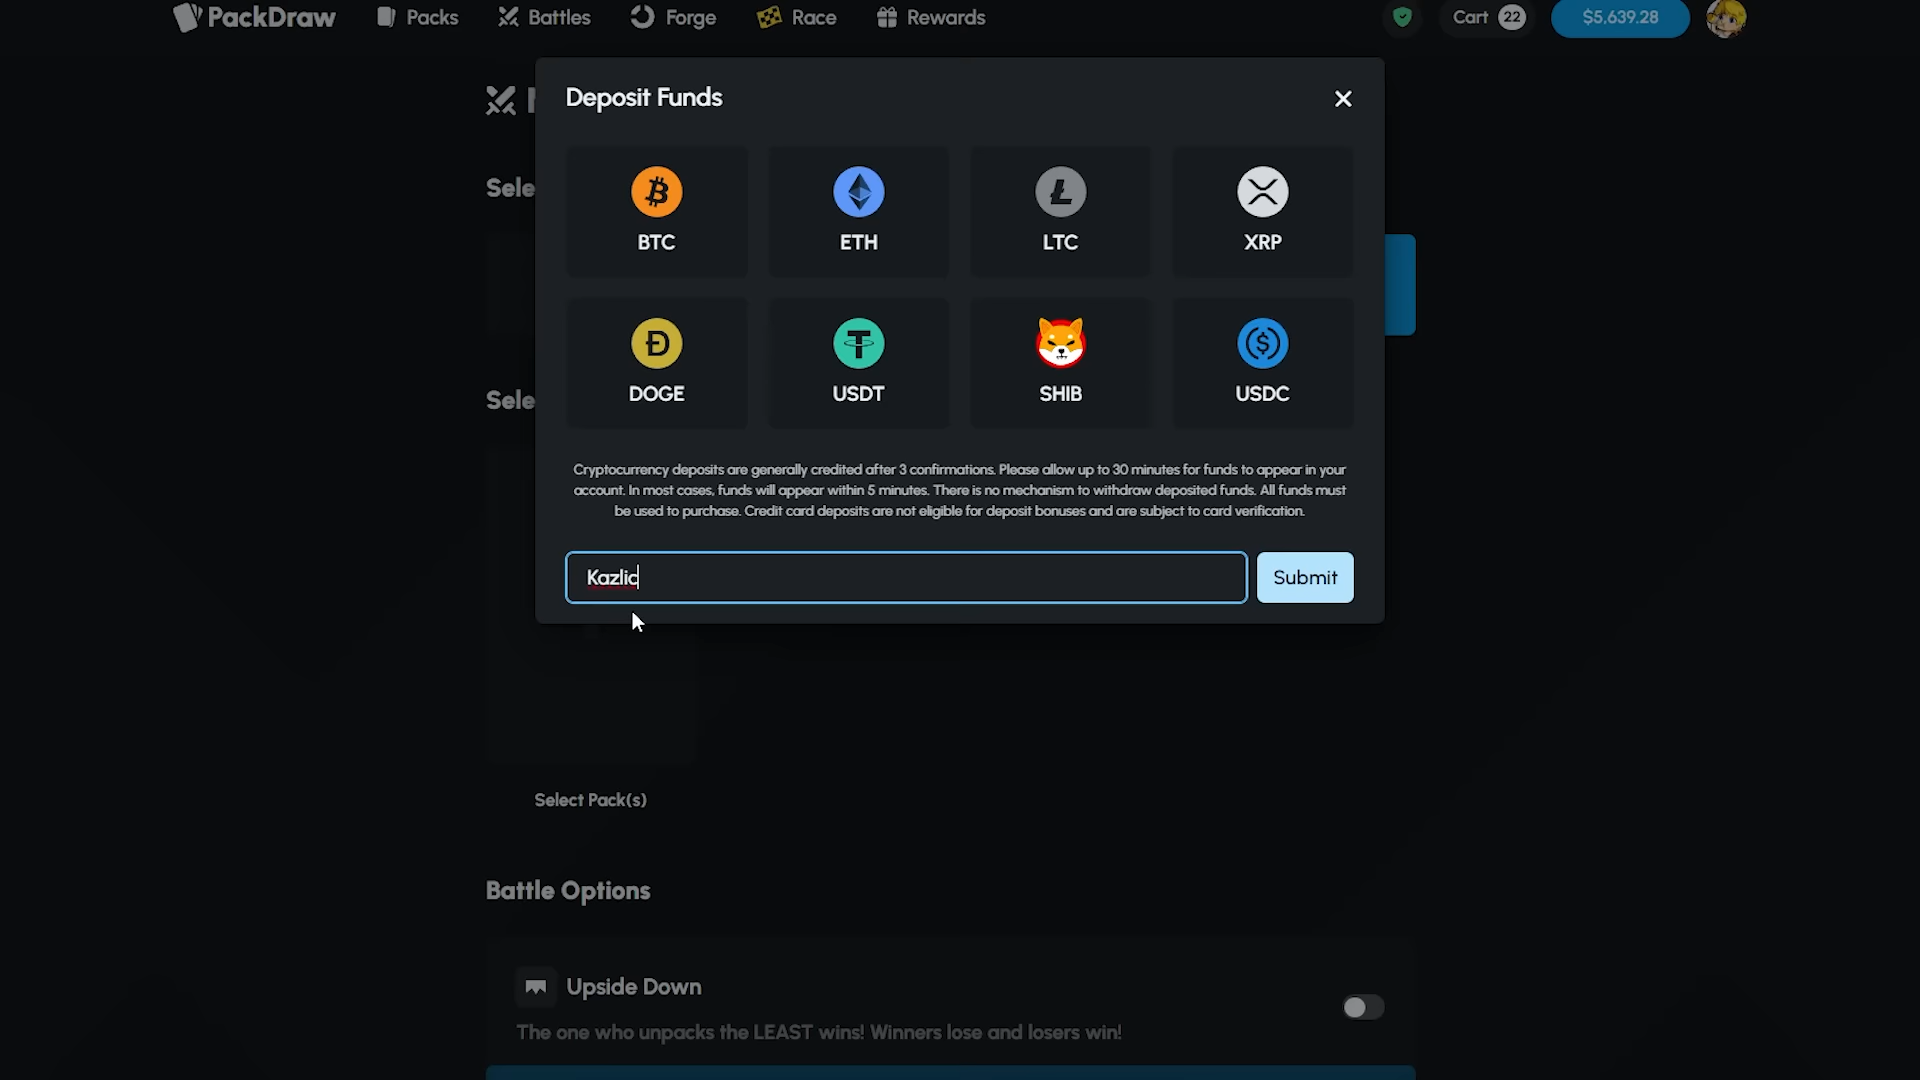 PackDraw
Packs
Battles
Forge
Race
Rewards
Cart 22
$5,639.28
Deposit Funds
Sele
BTC
ETH
LTC
XRP
Sele
DOGE
USDT
SHIB
USDC
Cryptocurrency deposits are generally credited after 3 confirmations. Please allow up to 30 minutes for funds to appear in your
account. In most cases, funds will appear within 5 minutes. There is no mechanism to withdraw deposited funds. All funds must
be used to purchase. Credit card deposits are not eligible for deposit bonuses and are subject to card verification.
Kazlic
Submit
Select Pack(s)
Battle Options
Upside Down
The one who unpacks the LEAST wins! Winners lose and losers win!